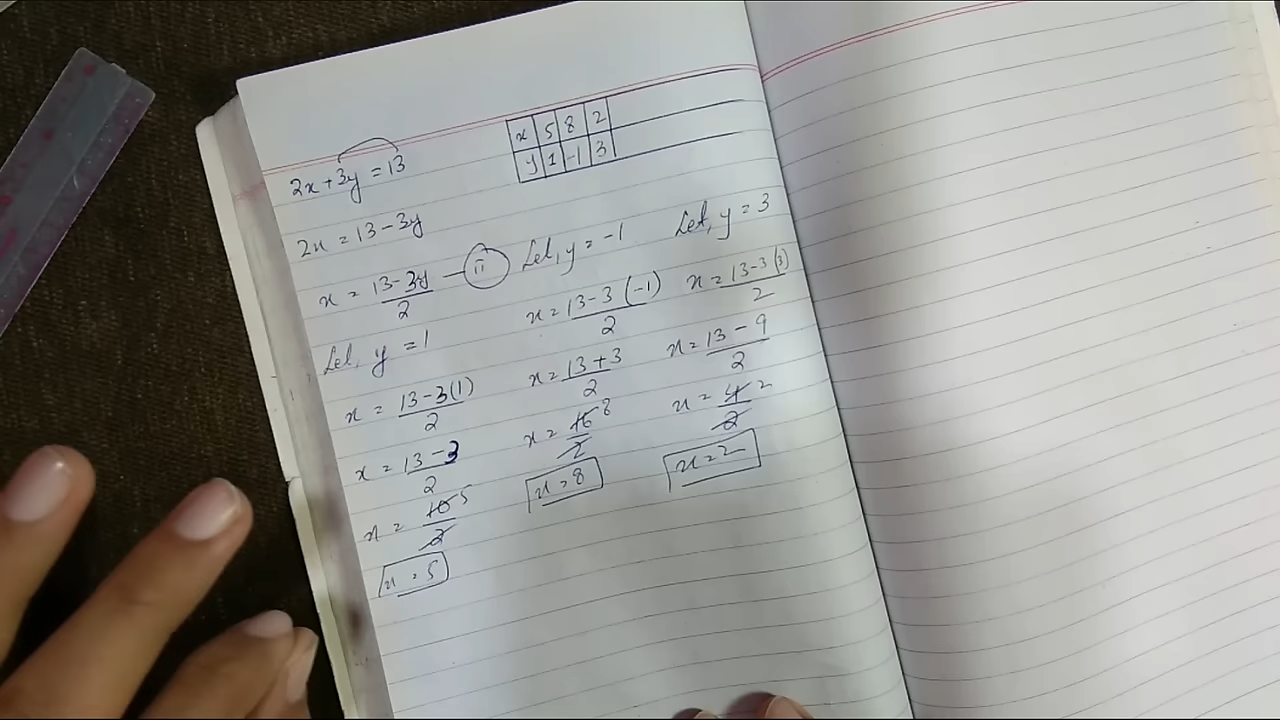 2x+3y=13
x 5 8 2
y 1 -1 3
2x = 13-3y
x = 13-3y/2 — ii
Let, y = 1
x = 13-3(1)/2
x = 13-3/2
x = 10/2 5
x = 5
Let, y = -1
x = 13-3(-1)/2
x = 13+3/2
x = 16/2 8
x = 8
Let, y = 3
x = 13-3(3)/2
x = 13-9/2
x = 4/2 2
x = 2